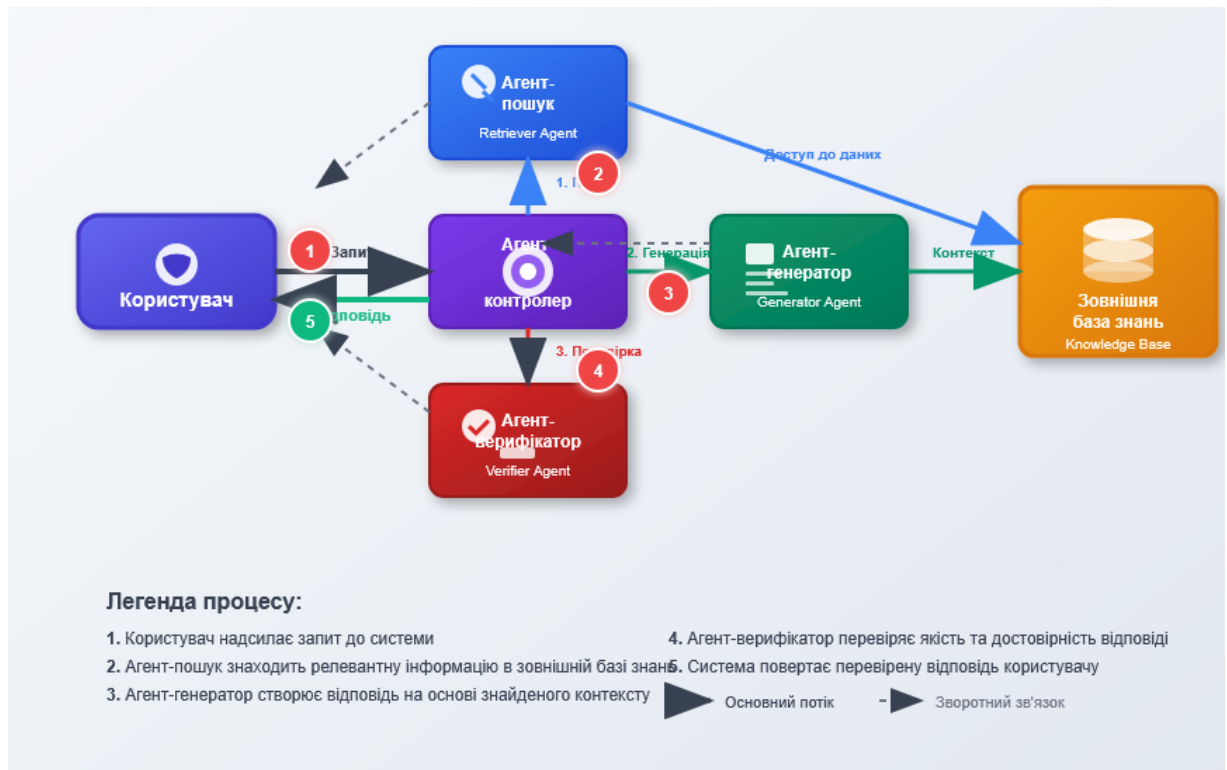 Агент-
пошук
Retriever Agent
2
1.
Доступ до даних
1
Запит
Користувач
Агент-
контролер
2. Генерація
3
Агент-
генератор
Generator Agent
Контекст
Зовнішня
база знань
Knowledge Base
5
3.
4
Агент-
верифікатор
Verifier Agent
Легенда процесу:
1. Користувач надсилає запит до системи
2. Агент-пошук знаходить релевантну інформацію в зовнішній базі знань
3. Агент-генератор створює відповідь на основі знайденого контексту
4. Агент-верифікатор перевіряє якість та достовірність відповіді
5. Система повертає перевірену відповідь користувачу
Основний потік
Зворотний зв'язок